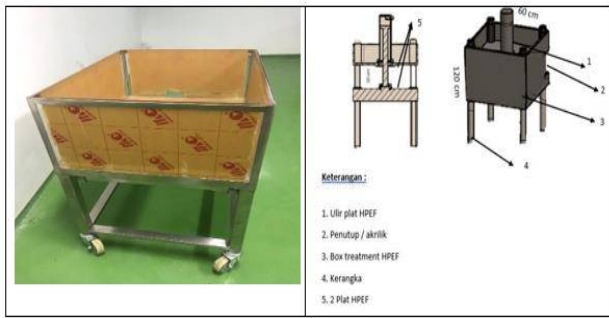 5
60 cm
120 cm
1
2
3
4
Keterangan :
1. Ulir plat HPEF
2. Penutup / akrilik
3. Box treatment HPEF
4. Kerangka
5. 2 Plat HPEF